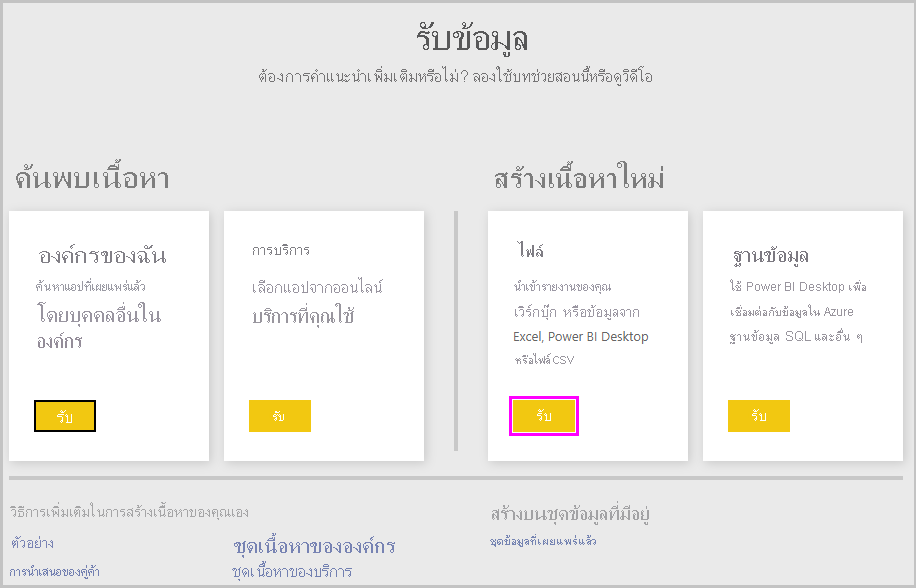 รับข้อมูล
ต้องการคำแนะนำเพิ่มเติมหรือไม่? ลองใช้บทช่วยสอนนี้หรือดูวิดีโอ
ค้นพบเนื้อหา
องค์กรของฉัน
ค้นหาแอปที่เผยแพร่แล้ว
โดยบุคคลอื่นใน
องค์กร
รับ
การบริการ
เลือกแอปจากออนไลน์
บริการที่คุณใช้
รับ
สร้างเนื้อหาใหม่
ไฟล์
นำเข้ารายงานของคุณ
เวิร์กบุ๊ก หรือข้อมูลจาก
Excel, Power BI Desktop
หรือไฟล์ CSV
รับ
ฐานข้อมูล
ใช้ Power BI Desktop เพื่อ
เชื่อมต่อกับข้อมูลใน Azure
ฐานข้อมูล SQL และอื่น ๆ
รับ
วิธีการเพิ่มเติมในการสร้างเนื้อหาของคุณเอง
ตัวอย่าง
การนำเสนอของคู่ค้า
ชุดเนื้อหาขององค์กร
ชุดเนื้อหาของบริการ
สร้างบนชุดข้อมูลที่มีอยู่
ชุดข้อมูลที่เผยแพร่แล้ว